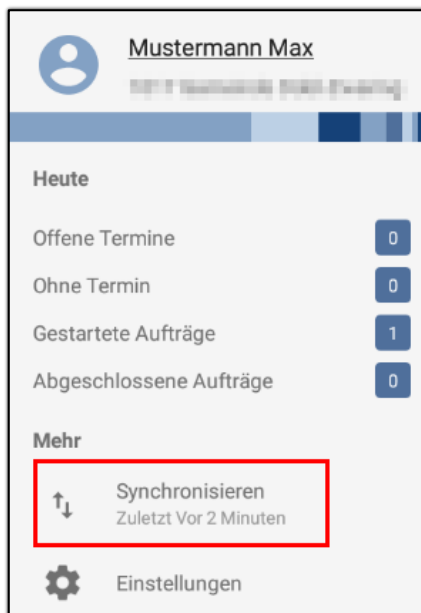 Mustermann Max
Heute
Offene Termine 0
Ohne Termin 0
Gestartete Aufträge 1
Abgeschlossene Aufträge 0
Mehr
Synchronisieren
Zuletzt Vor 2 Minuten
Einstellungen